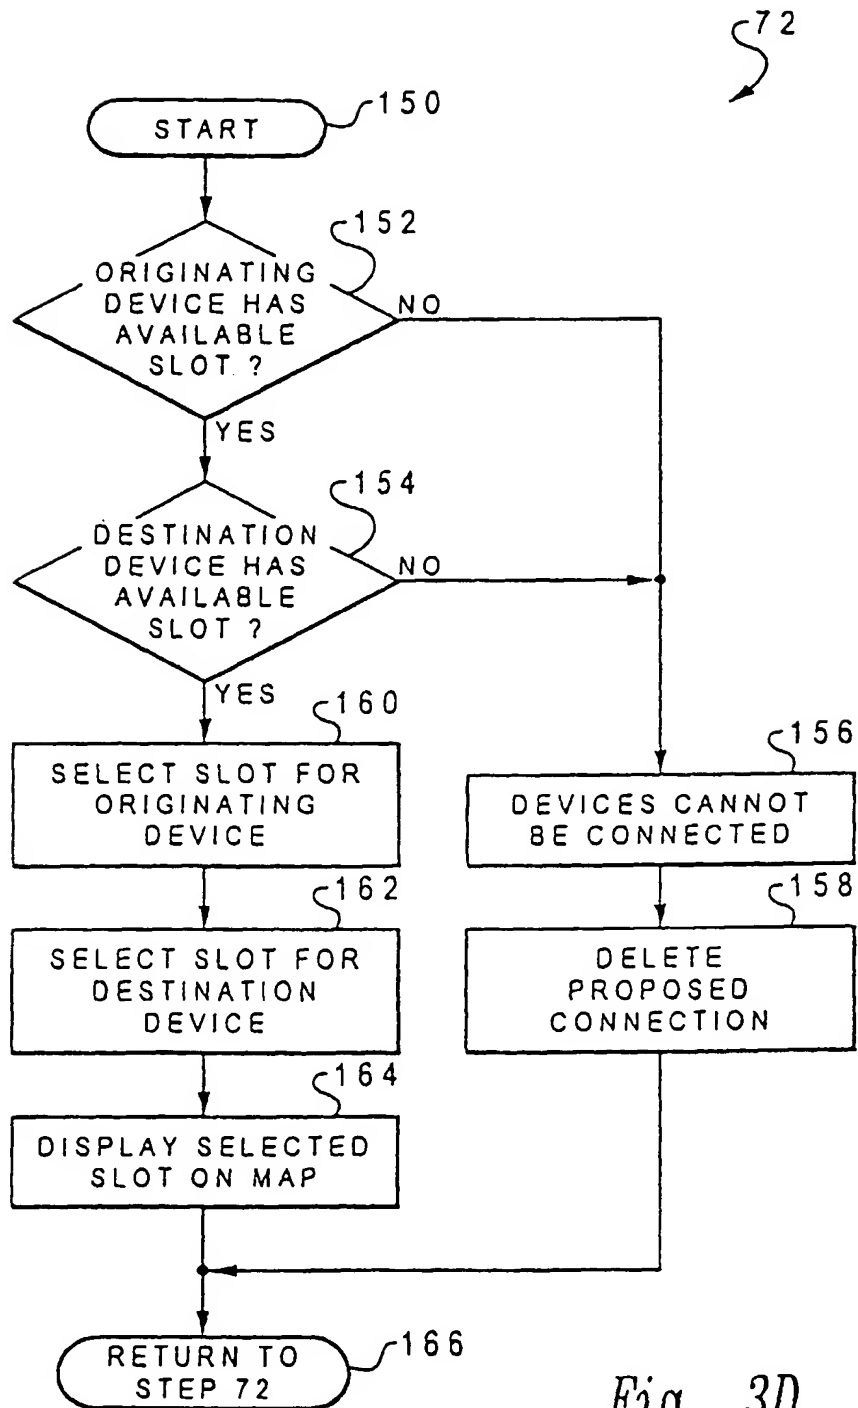 72
150
START
152
ORIGINATING
DEVICE HAS
AVAILABLE
SLOT ?
NO
YES
154
DESTINATION
DEVICE HAS
AVAILABLE
SLOT ?
NO
YES
160
SELECT SLOT FOR
ORIGINATING
DEVICE
156
DEVICES CANNOT
BE CONNECTED
162
SELECT SLOT FOR
DESTINATION
DEVICE
158
DELETE
PROPOSED
CONNECTION
164
DISPLAY SELECTED
SLOT ON MAP
166
RETURN TO
STEP 72
Fig. 3D